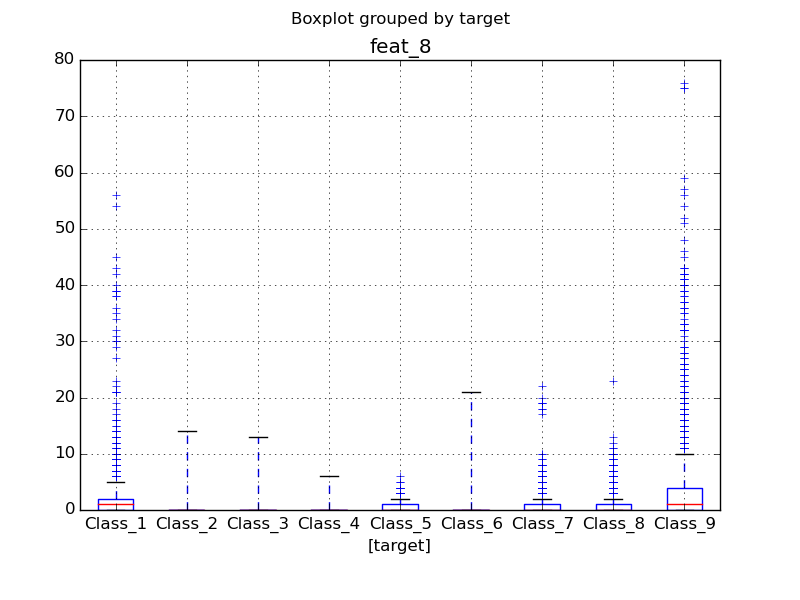 Boxplot grouped by target
feat_8
80
70
60
50
40
30
20
10
0
Class_1 Class_2 Class_3 Class_4 Class_5 Class_6 Class_7 Class_8 Class_9
[target]